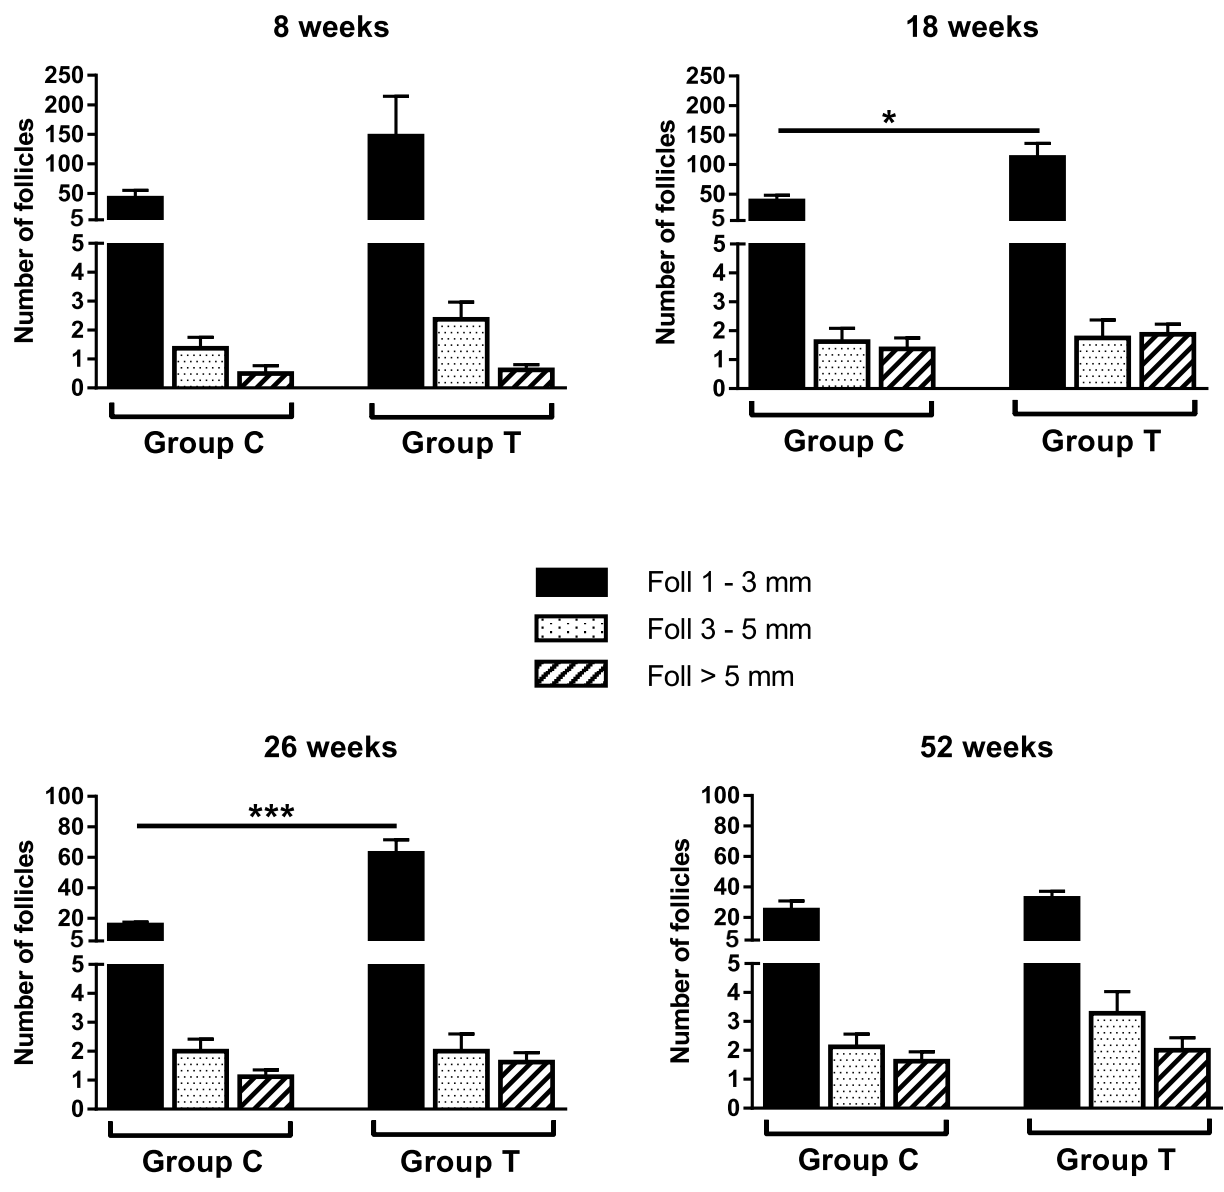 8 weeks
Number of follicles
250
200
150
100
50
5
5
4
3
2
1
0
Group C
Group T
18 weeks
Number of follicles
250
200
150
100
50
5
5
4
3
2
1
0
*
Group C
Group T
Foll 1 - 3 mm
Foll 3 - 5 mm
Foll > 5 mm
26 weeks
Number of follicles
100
80
60
40
20
5
5
4
3
2
1
0
***
Group C
Group T
52 weeks
Number of follicles
100
80
60
40
20
5
5
4
3
2
1
0
Group C
Group T